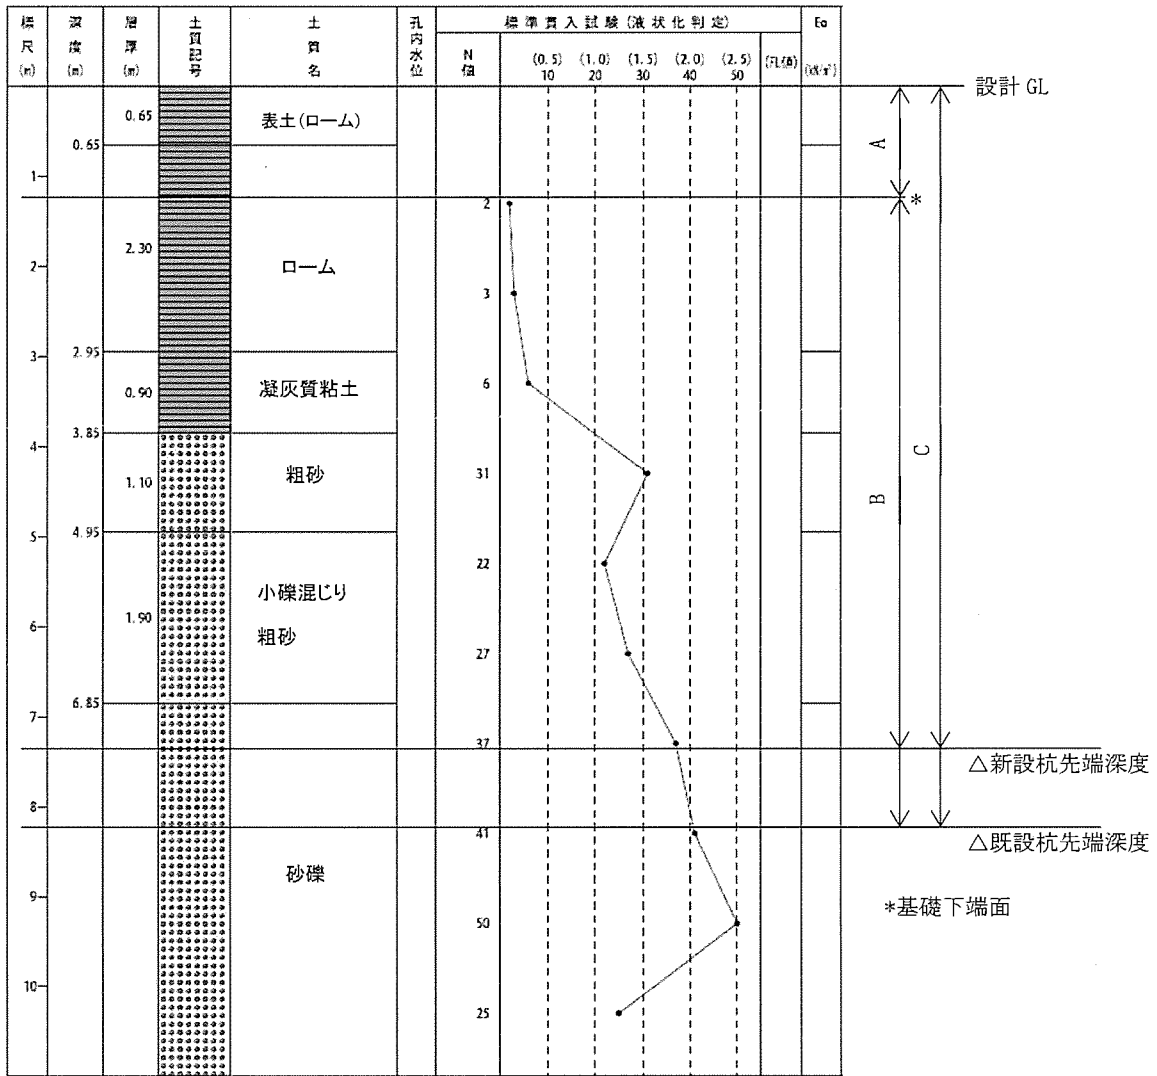 標尺(m) 深度(m) 層厚(m) 土質記号 土質名 孔内水位 標準貫入試験(液状化判定) Eo
N値 (0.5) (1.0) (1.5) (2.0) (2.5) (FL値) (kN/㎡)
10 20 30 40 50
設計 GL
0.65 表土(ローム)
A
0.65
1
*
2
2.30
2 ローム
3
2.95
3
0.90 凝灰質粘土 6
3.85
4
C
1.10 粗砂 31
B
4.95
5
22
小礫混じり
1.90
6 粗砂
27
6.85
7
37
△新設杭先端深度
8
41
△既設杭先端深度
砂礫
9
*基礎下端面
50
10
25